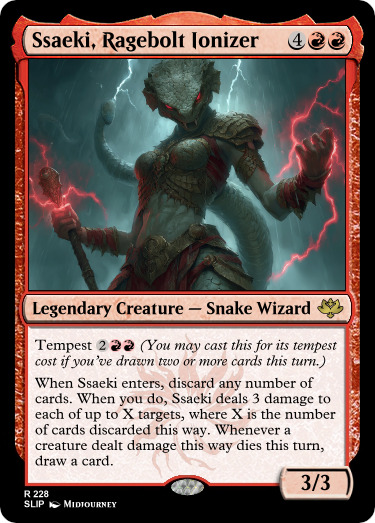 Ssaeki, Ragebolt Ionizer 4
Legendary Creature — Snake Wizard
Tempest 2 (You may cast this for its tempest
cost if you've drawn two or more cards this turn.)
When Ssaeki enters, discard any number of
cards. When you do, Ssaeki deals 3 damage to
each of up to X targets, where X is the number
of cards discarded this way. Whenever a
creature dealt damage this way dies this turn,
draw a card.
3/3
R 228
SLIP Midjourney